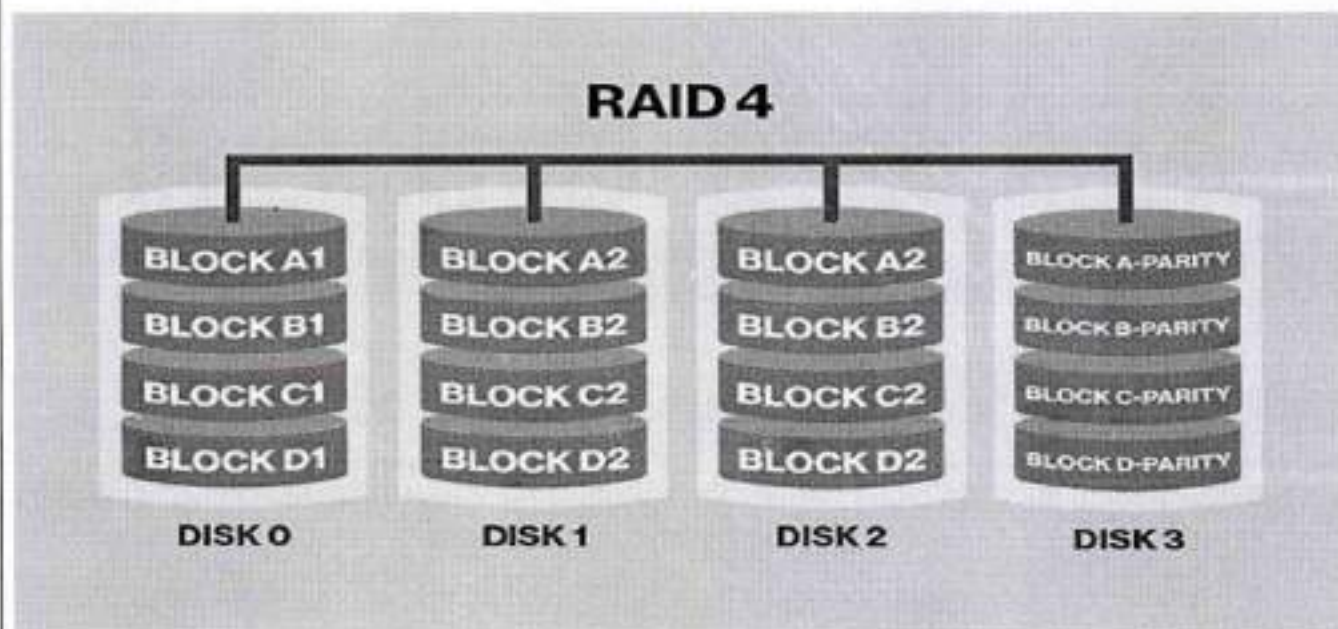 RAID 4
BLOCK A1 BLOCK A2 BLOCK A2 BLOCK A-PARITY
BLOCK B1 BLOCK B2 BLOCK B2 BLOCK B-PARITY
BLOCK C1 BLOCK C2 BLOCK C2 BLOCK C-PARITY
BLOCK D1 BLOCK D2 BLOCK D2 BLOCK D-PARITY
DISK 0 DISK 1 DISK 2 DISK 3